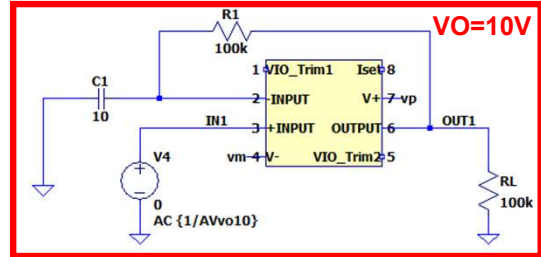 R1
VO=10V
100k
1 VIO_Trim1 Iset 8
C1
2 -INPUT V+ 7 vp
10
IN1 3 +INPUT OUTPUT 6 OUT1
V4 vm 4 V- VIO_Trim2 5
RL
100k
0
AC {1/AVvo10}